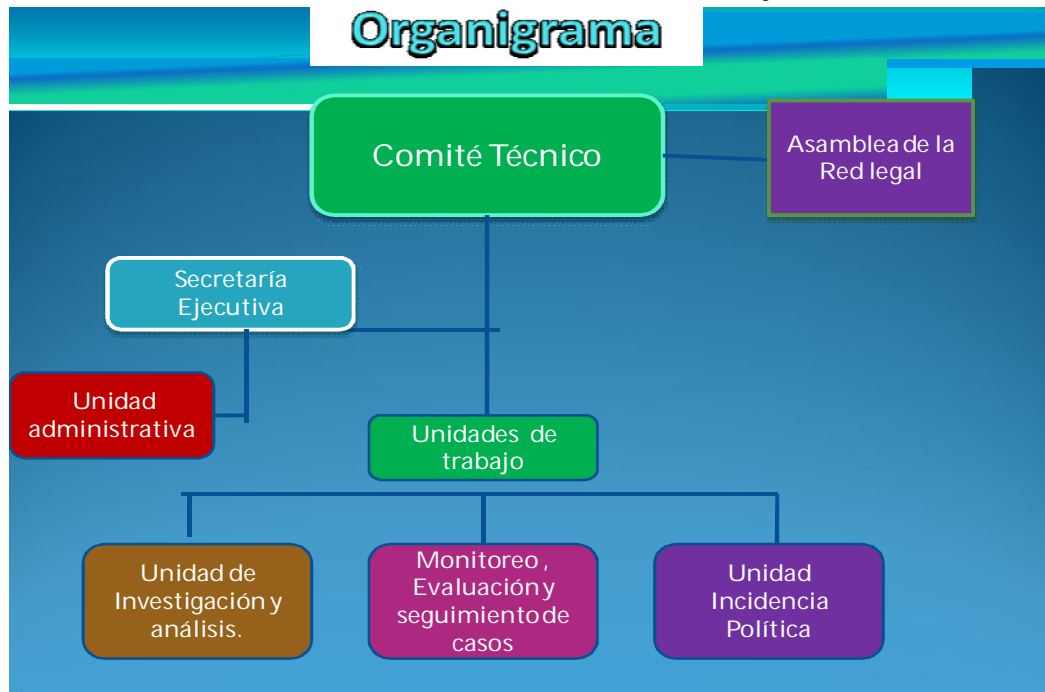 Organigrama
Comité Técnico
Asamblea de la
Red legal
Secretaría
Ejecutiva
Unidad
administrativa
Unidades de
trabajo
Unidad de
Investigación y
análisis.
Monitoreo ,
Evaluación y
seguimiento de
casos
Unidad
Incidencia
Política